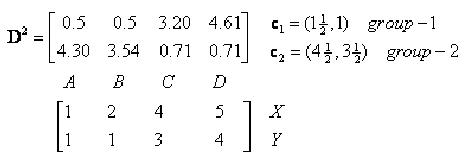 D² = [0.5 0.5 3.20 4.61] c₁ = (1½, 1) group − 1
[4.30 3.54 0.71 0.71] c₂ = (4½, 3½) group − 2
A B C D
[1 2 4 5] X
[1 1 3 4] Y